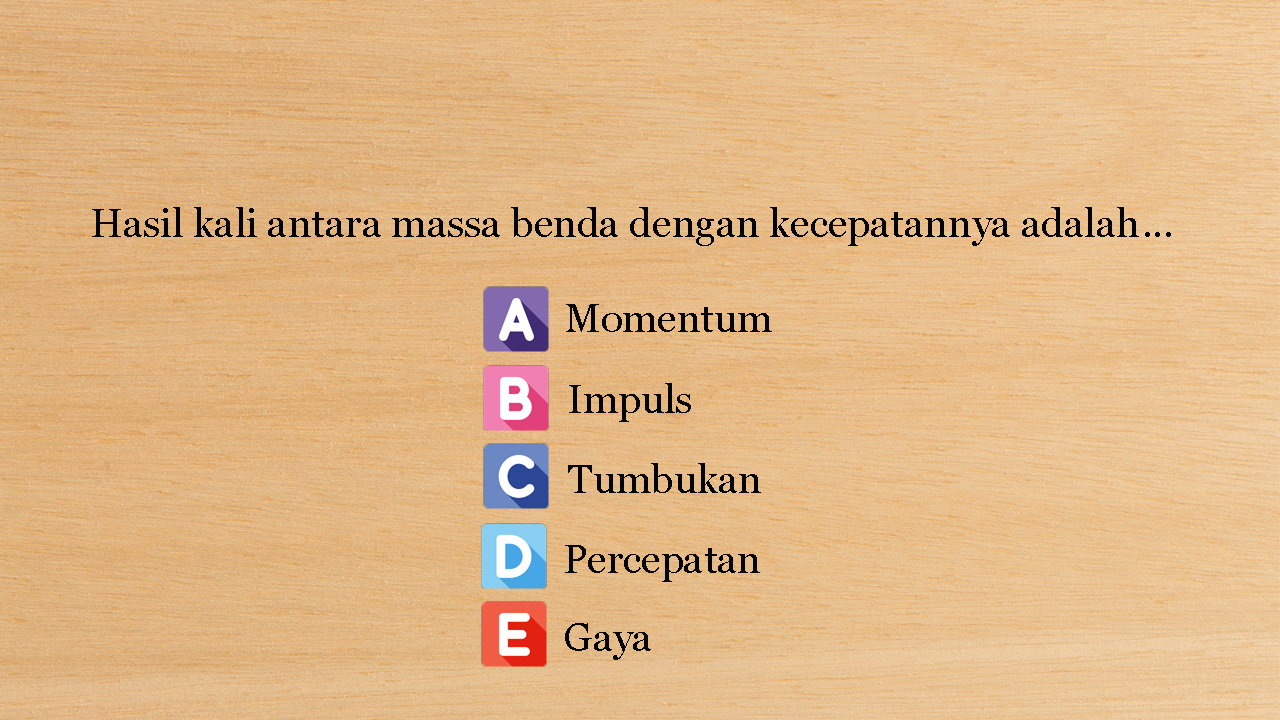 Hasil kali antara massa benda dengan kecepatannya adalah...
A Momentum
B Impuls
C Tumbukan
D Percepatan
E Gaya